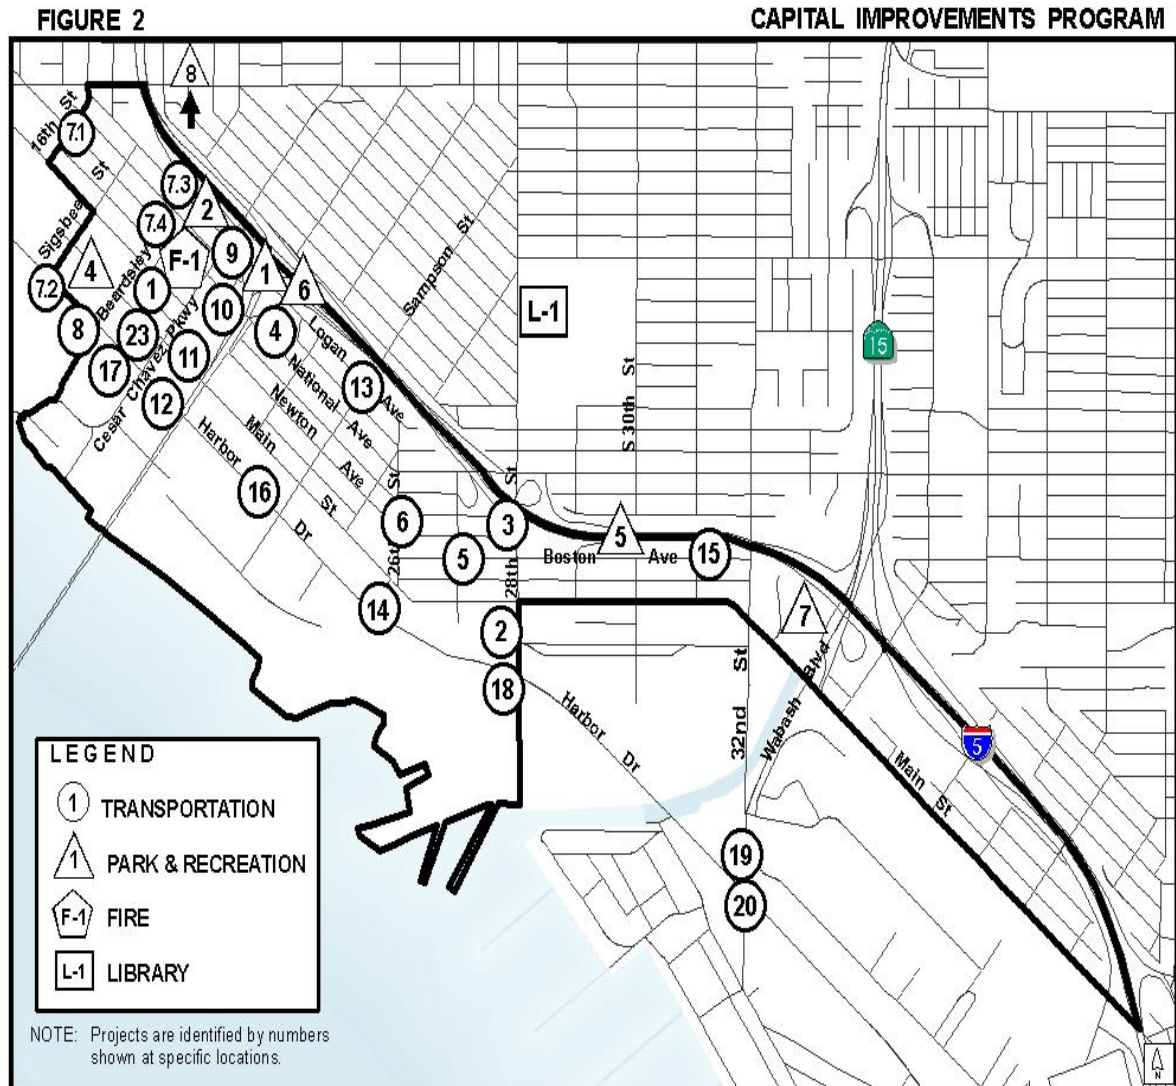 FIGURE 2
CAPITAL IMPROVEMENTS PROGRAM
8
16th St
7.1
Sigsbee St
7.3
2
7.4
F-1
9
4
Beardsley
7.2
1
1
6
10
8
23
4
Cesar Chavez Pkwy
11
17
12
Sampson St
L-1
15
Logan Ave
13
National Ave
Newton Ave
Main St
Harbor Dr
16
S 30th St
26th St
28th St
6
3
5
5
Boston Ave
15
14
2
7
18
Harbor Dr
32nd St
Wabash Blvd
5
Main St
19
20
LEGEND
1 TRANSPORTATION
1 PARK & RECREATION
F-1 FIRE
L-1 LIBRARY
NOTE: Projects are identified by numbers
shown at specific locations.
N